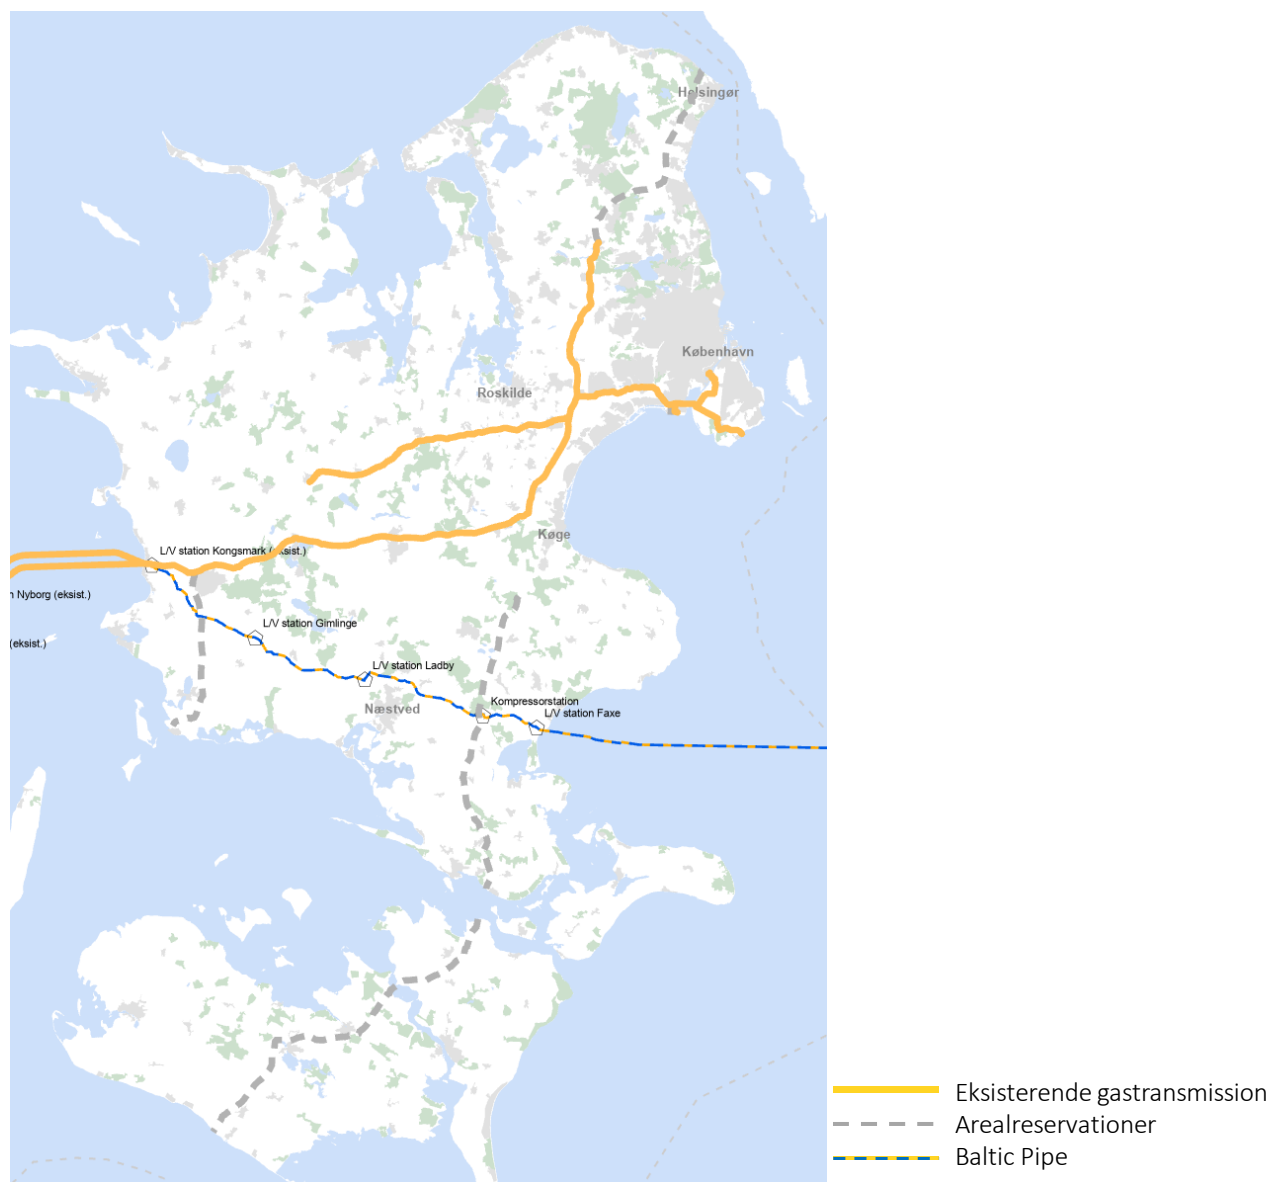 Helsingør
København
Roskilde
Køge
L/V station Kongsmark (eksist.)
Nyborg (eksist.)
L/V station Gimlinge
(eksist.)
L/V station Ladby
Næstved
Kompressorstation
L/V station Faxe
Eksisterende gastransmission
Arealreservationer
Baltic Pipe